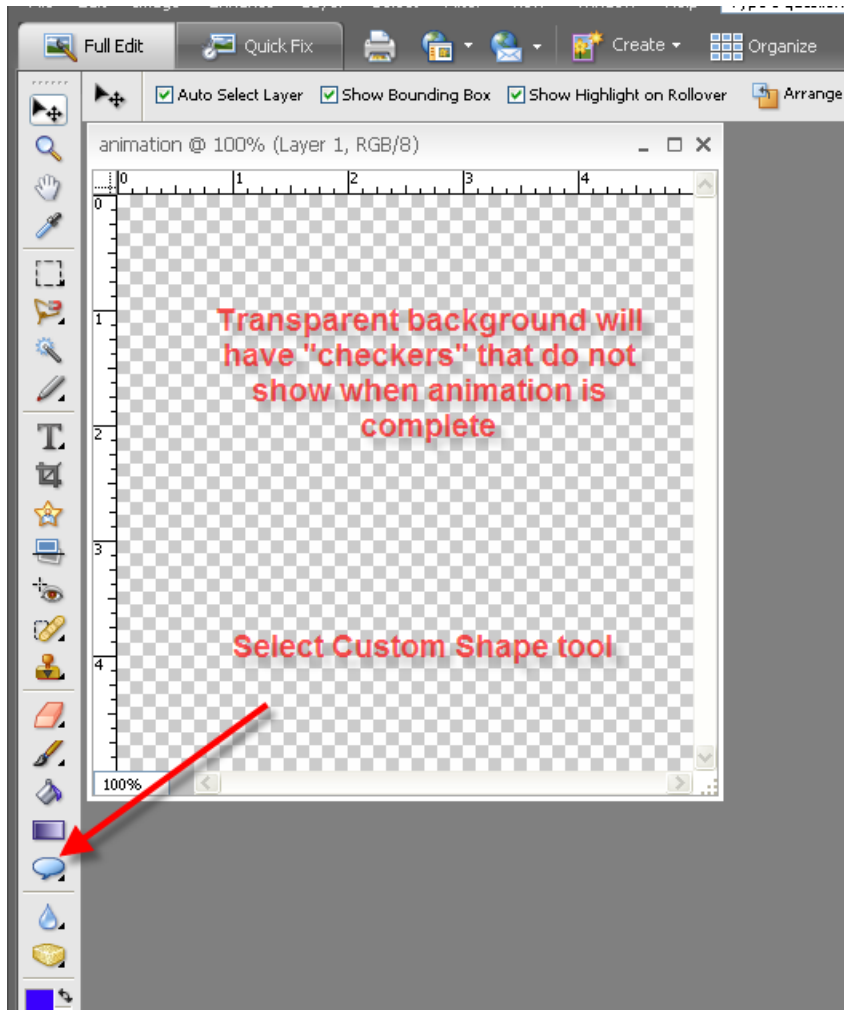 Full Edit Quick Fix Create Organize
Auto Select Layer Show Bounding Box Show Highlight on Rollover Arrange
animation @ 100% (Layer 1, RGB/8)
0 1 2 3 4
0
1
Transparent background will
have "checkers" that do not
show when animation is
complete
2
3
Select Custom Shape tool
4
100%